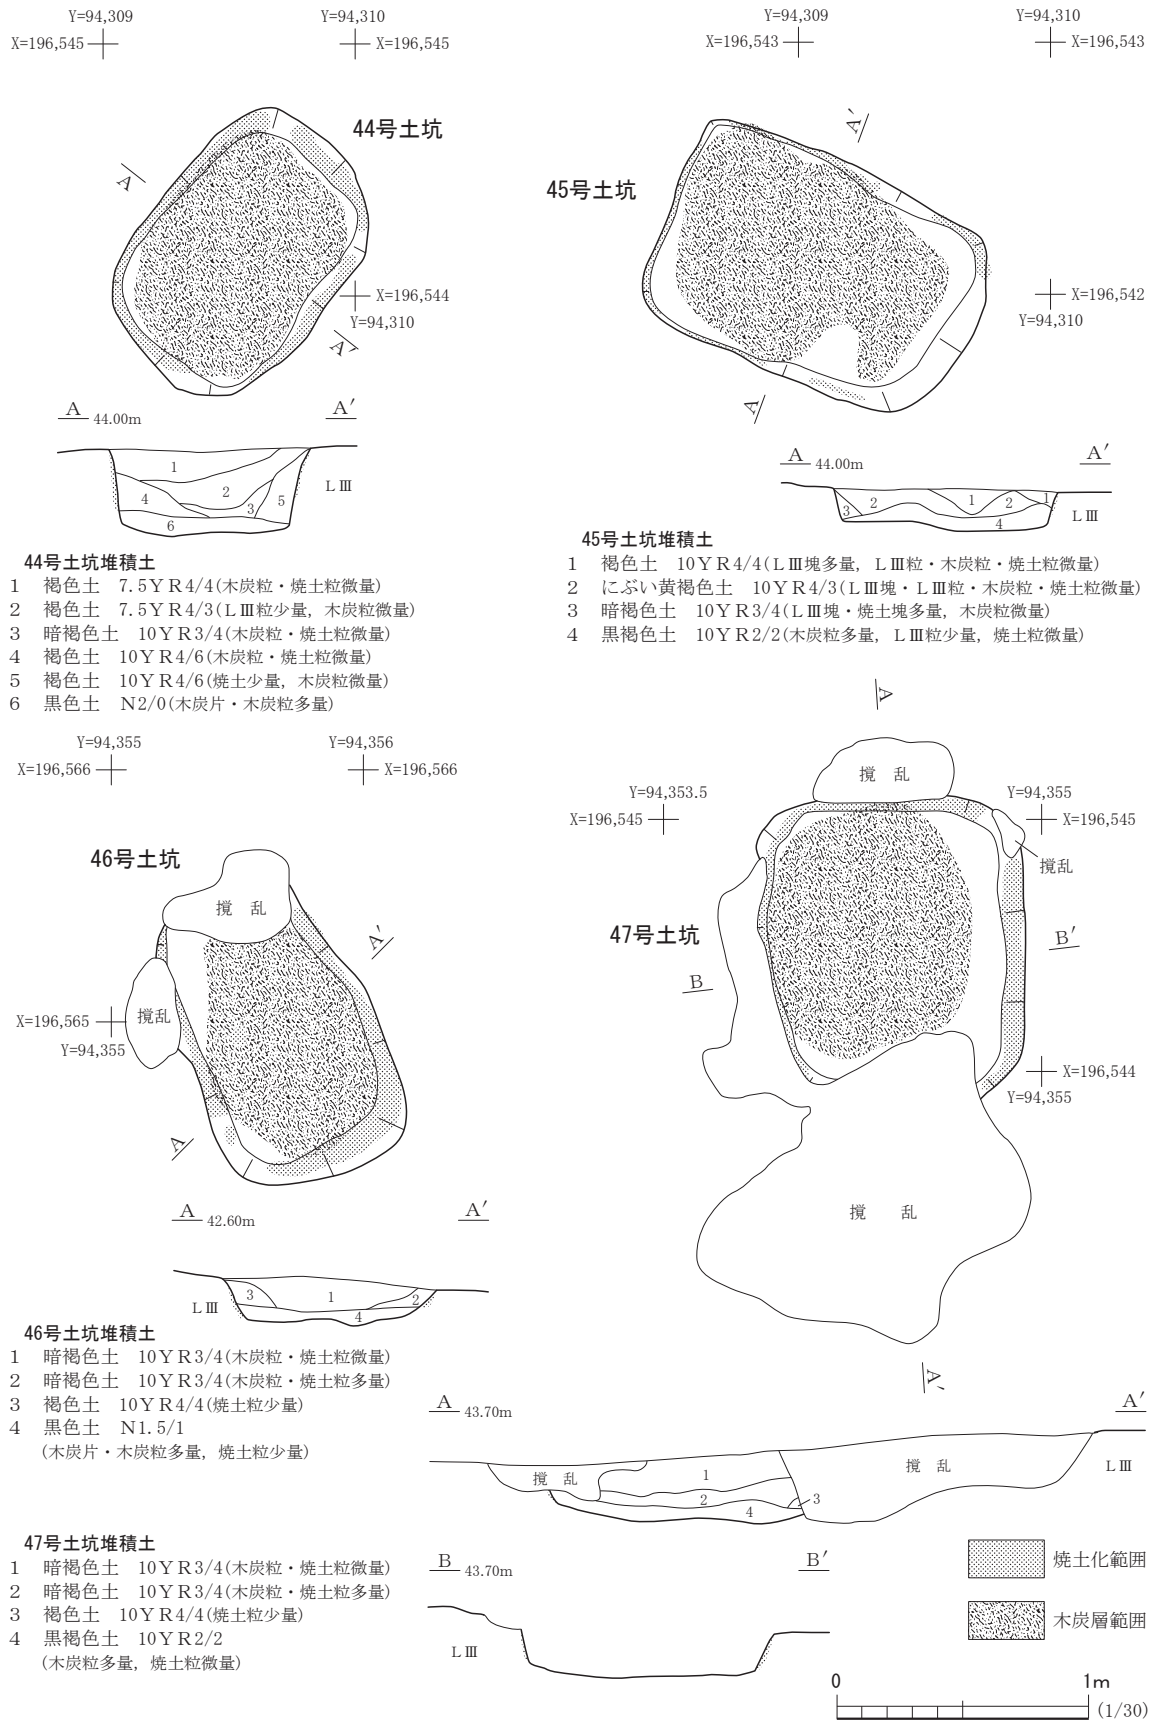 Y=94,309
Y=94,310
X=196,545
X=196,545
44号土坑
A
X=196,544
Y=94,310
A′
A 44.00m A′
1
2
3
4
5
6
LⅢ
44号土坑堆積土
1 褐色土 7.5YR4/4(木炭粒・焼土粒微量)
2 褐色土 7.5YR4/3(LⅢ粒少量，木炭粒微量)
3 暗褐色土 10YR3/4(木炭粒・焼土粒微量)
4 褐色土 10YR4/6(木炭粒・焼土粒微量)
5 褐色土 10YR4/6(焼土少量，木炭粒微量)
6 黒色土 N2/0(木炭片・木炭粒多量)
Y=94,309
Y=94,310
X=196,543
X=196,543
A′
45号土坑
X=196,542
Y=94,310
A
A 44.00m A′
3
2
1
2
1
4
LⅢ
45号土坑堆積土
1 褐色土 10YR4/4(LⅢ塊多量，LⅢ粒・木炭粒・焼土粒微量)
2 にぶい黄褐色土 10YR4/3(LⅢ塊・LⅢ粒・木炭粒・焼土粒微量)
3 暗褐色土 10YR3/4(LⅢ塊・焼土塊多量，木炭粒微量)
4 黒褐色土 10YR2/2(木炭粒多量，LⅢ粒少量，焼土粒微量)
Y=94,355
Y=94,356
X=196,566
X=196,566
46号土坑
撹 乱
A′
撹乱
X=196,565
Y=94,355
A
A 42.60m A′
3
1
2
4
LⅢ
46号土坑堆積土
1 暗褐色土 10YR3/4(木炭粒・焼土粒微量)
2 暗褐色土 10YR3/4(木炭粒・焼土粒多量)
3 褐色土 10YR4/4(焼土粒少量)
4 黒色土 N1.5/1
(木炭片・木炭粒多量，焼土粒少量)
A
撹 乱
Y=94,353.5
Y=94,355
X=196,545
X=196,545
撹乱
47号土坑
B′
B
X=196,544
Y=94,355
撹 乱
A′
A 43.70m A′
撹 乱
1
2
3
4
撹 乱
LⅢ
47号土坑堆積土
1 暗褐色土 10YR3/4(木炭粒・焼土粒微量)
2 暗褐色土 10YR3/4(木炭粒・焼土粒多量)
3 褐色土 10YR4/4(焼土粒少量)
4 黒褐色土 10YR2/2
(木炭粒多量，焼土粒微量)
B 43.70m B′
LⅢ
焼土化範囲
木炭層範囲
0 1m
(1/30)